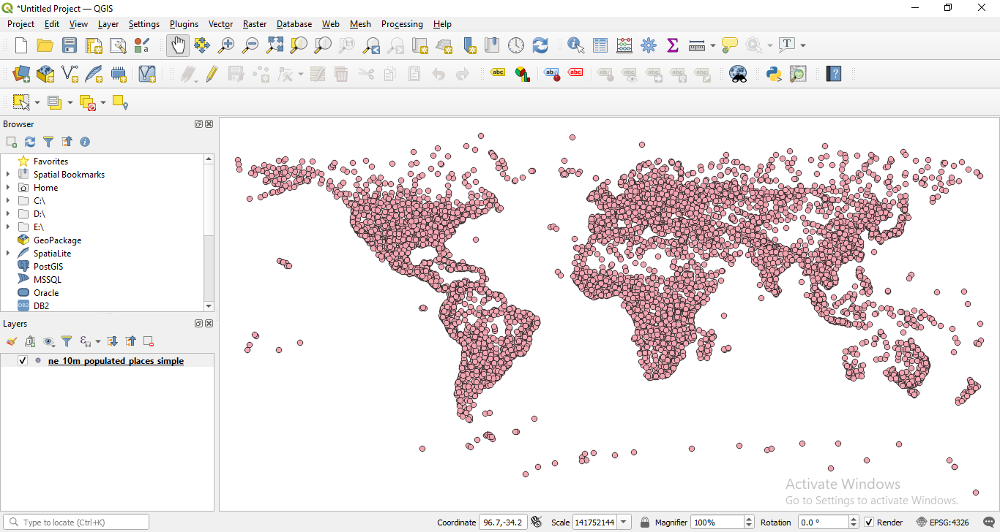 *Untitled Project — QGIS
Project Edit View Layer Settings Plugins Vector Raster Database Web Mesh Processing Help
Browser
Favorites
Spatial Bookmarks
Home
C:\
D:\
E:\
GeoPackage
SpatiaLite
PostGIS
MSSQL
Oracle
DB2
Layers
ne_10m_populated_places_simple
Activate Windows
Go to Settings to activate Windows.
Type to locate (Ctrl+K) Coordinate 96.7,-34.2 Scale 141752144 Magnifier 100% Rotation 0.0 ° Render EPSG:4326